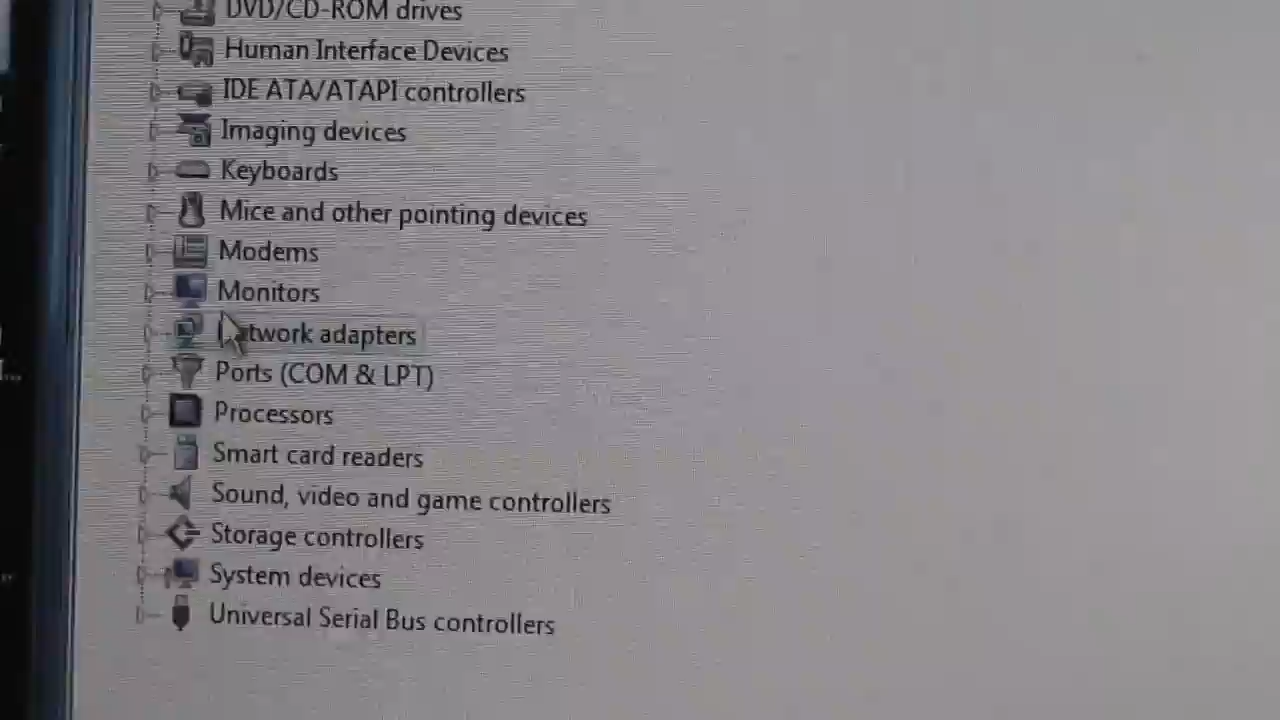 DVD/CD-ROM drives
Human Interface Devices
IDE ATA/ATAPI controllers
Imaging devices
Keyboards
Mice and other pointing devices
Modems
Monitors
Network adapters
Ports (COM & LPT)
Processors
Smart card readers
Sound, video and game controllers
Storage controllers
System devices
Universal Serial Bus controllers